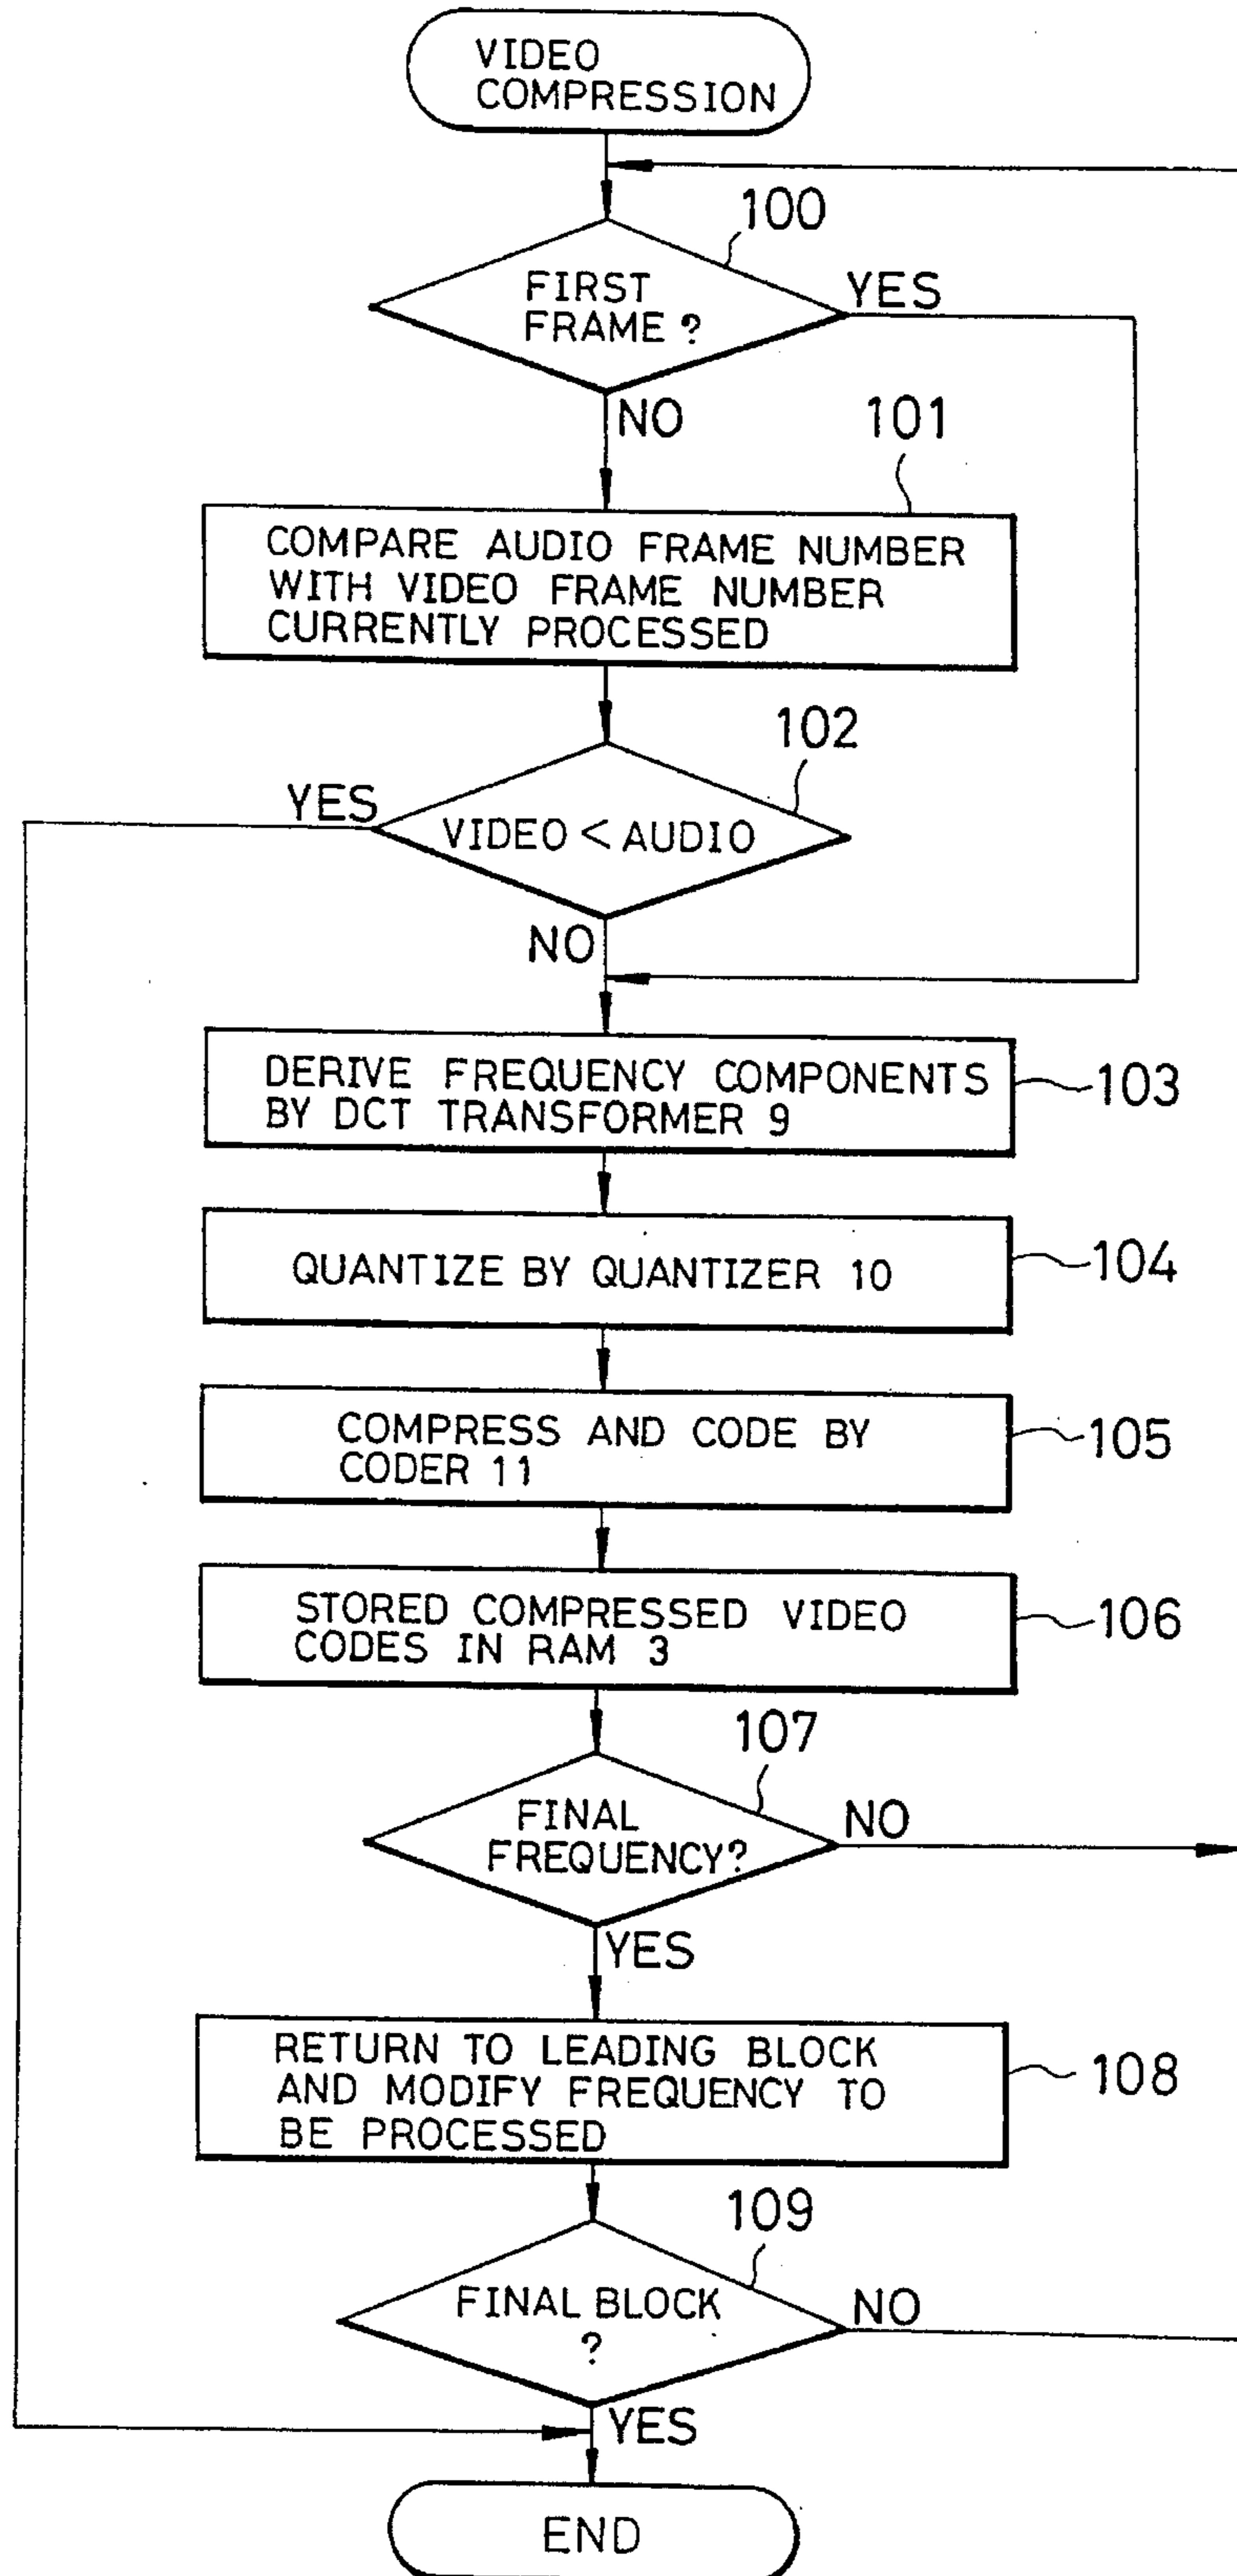 VIDEO
COMPRESSION
100
FIRST
FRAME ?
YES
NO
101
COMPARE AUDIO FRAME NUMBER
WITH VIDEO FRAME NUMBER
CURRENTLY PROCESSED
102
YES
VIDEO < AUDIO
NO
DERIVE FREQUENCY COMPONENTS
BY DCT TRANSFORMER 9
103
QUANTIZE BY QUANTIZER 10
104
COMPRESS AND CODE BY
CODER 11
105
STORED COMPRESSED VIDEO
CODES IN RAM 3
106
107
FINAL
FREQUENCY?
NO
YES
RETURN TO LEADING BLOCK
AND MODIFY FREQUENCY TO
BE PROCESSED
108
109
FINAL BLOCK
?
NO
YES
END